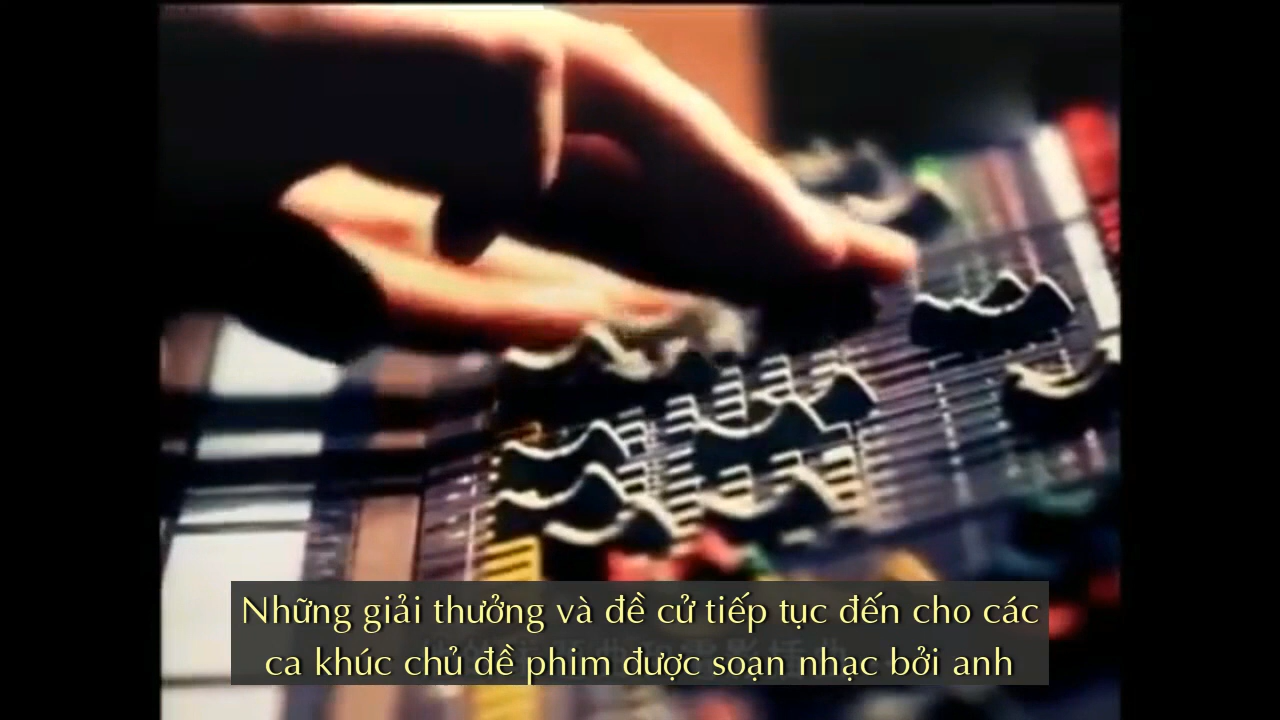 Những giải thưởng và đề cử tiếp tục đến cho các
ca khúc chủ đề phim được soạn nhạc bởi anh